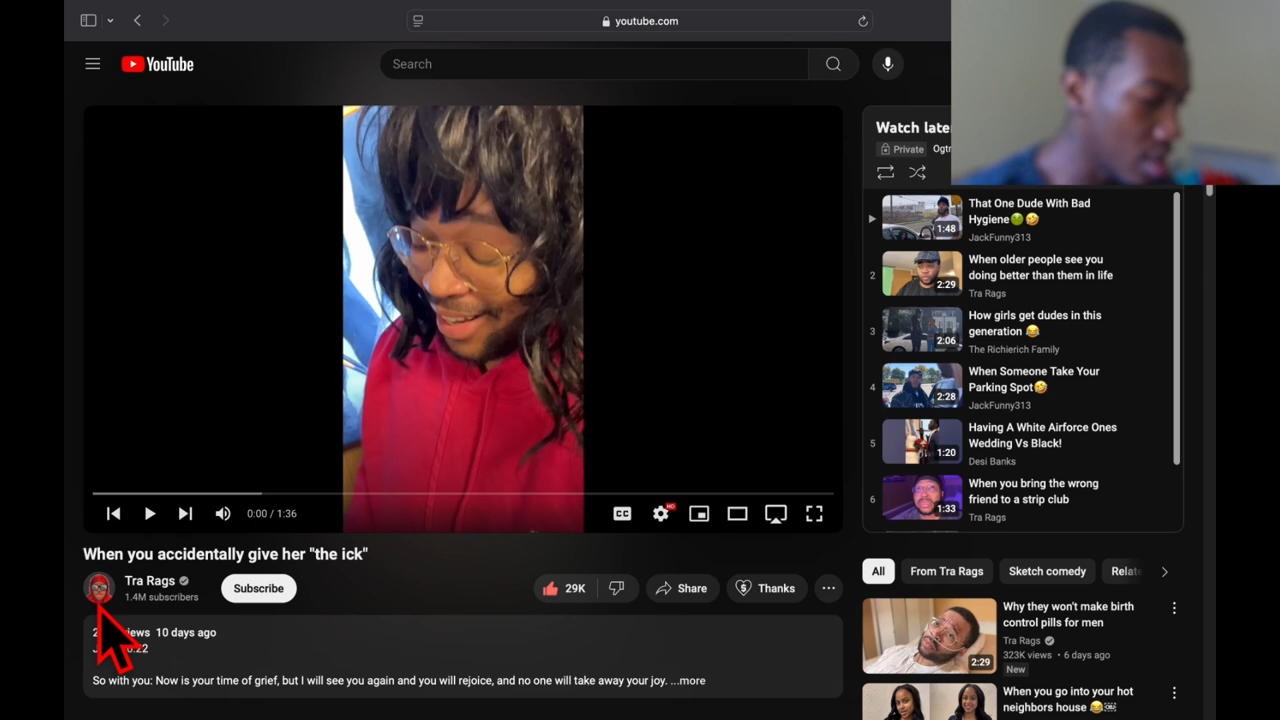 youtube.com
YouTube
Search
Watch late
Private
1:48
That One Dude With Bad
Hygiene🤢🤣
JackFunny313
2
2:29
When older people see you
doing better than them in life
Tra Rags
3
2:06
How girls get dudes in this
generation 😂
The Richierich Family
4
2:28
When Someone Take Your
Parking Spot🤣
JackFunny313
5
1:20
Having A White Airforce Ones
Wedding Vs Black!
Desi Banks
6
1:33
When you bring the wrong
friend to a strip club
Tra Rags
0:00 / 1:36
CC
HD
When you accidentally give her "the ick"
Tra Rags
1.4M subscribers
Subscribe
29K
Share
Thanks
10 days ago
So with you: Now is your time of grief, but I will see you again and you will rejoice, and no one will take away your joy. ...more
All
From Tra Rags
Sketch comedy
2:29
Why they won't make birth
control pills for men
Tra Rags
323K views • 6 days ago
New
When you go into your hot
neighbors house 😂